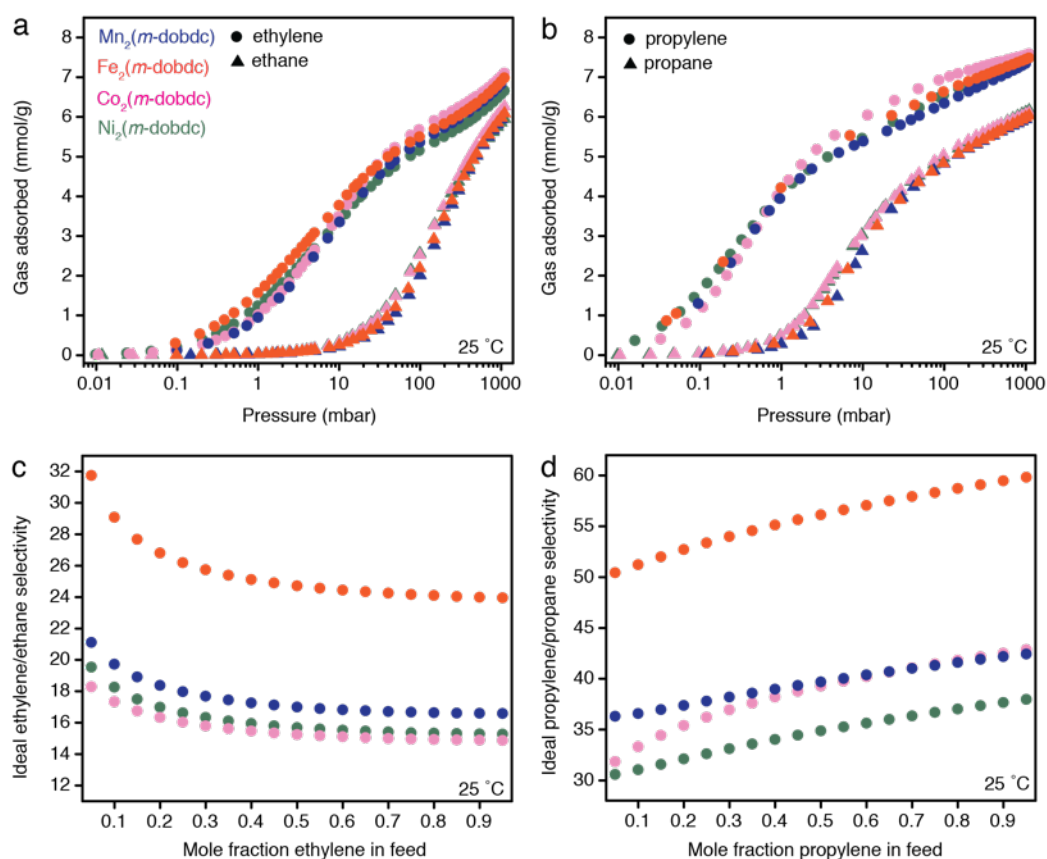 a
Mn₂(m-dobdc)
Fe₂(m-dobdc)
Co₂(m-dobdc)
Ni₂(m-dobdc)
ethylene
ethane
8
7
6
5
4
3
2
1
0
Gas adsorbed (mmol/g)
25 °C
0.01 0.1 1 10 100 1000
Pressure (mbar)
b
propylene
propane
8
7
6
5
4
3
2
1
0
Gas adsorbed (mmol/g)
25 °C
0.01 0.1 1 10 100 1000
Pressure (mbar)
c
32
30
28
26
24
22
20
18
16
14
12
Ideal ethylene/ethane selectivity
25 °C
0.1 0.2 0.3 0.4 0.5 0.6 0.7 0.8 0.9
Mole fraction ethylene in feed
d
60
55
50
45
40
35
30
Ideal propylene/propane selectivity
25 °C
0.1 0.2 0.3 0.4 0.5 0.6 0.7 0.8 0.9
Mole fraction propylene in feed